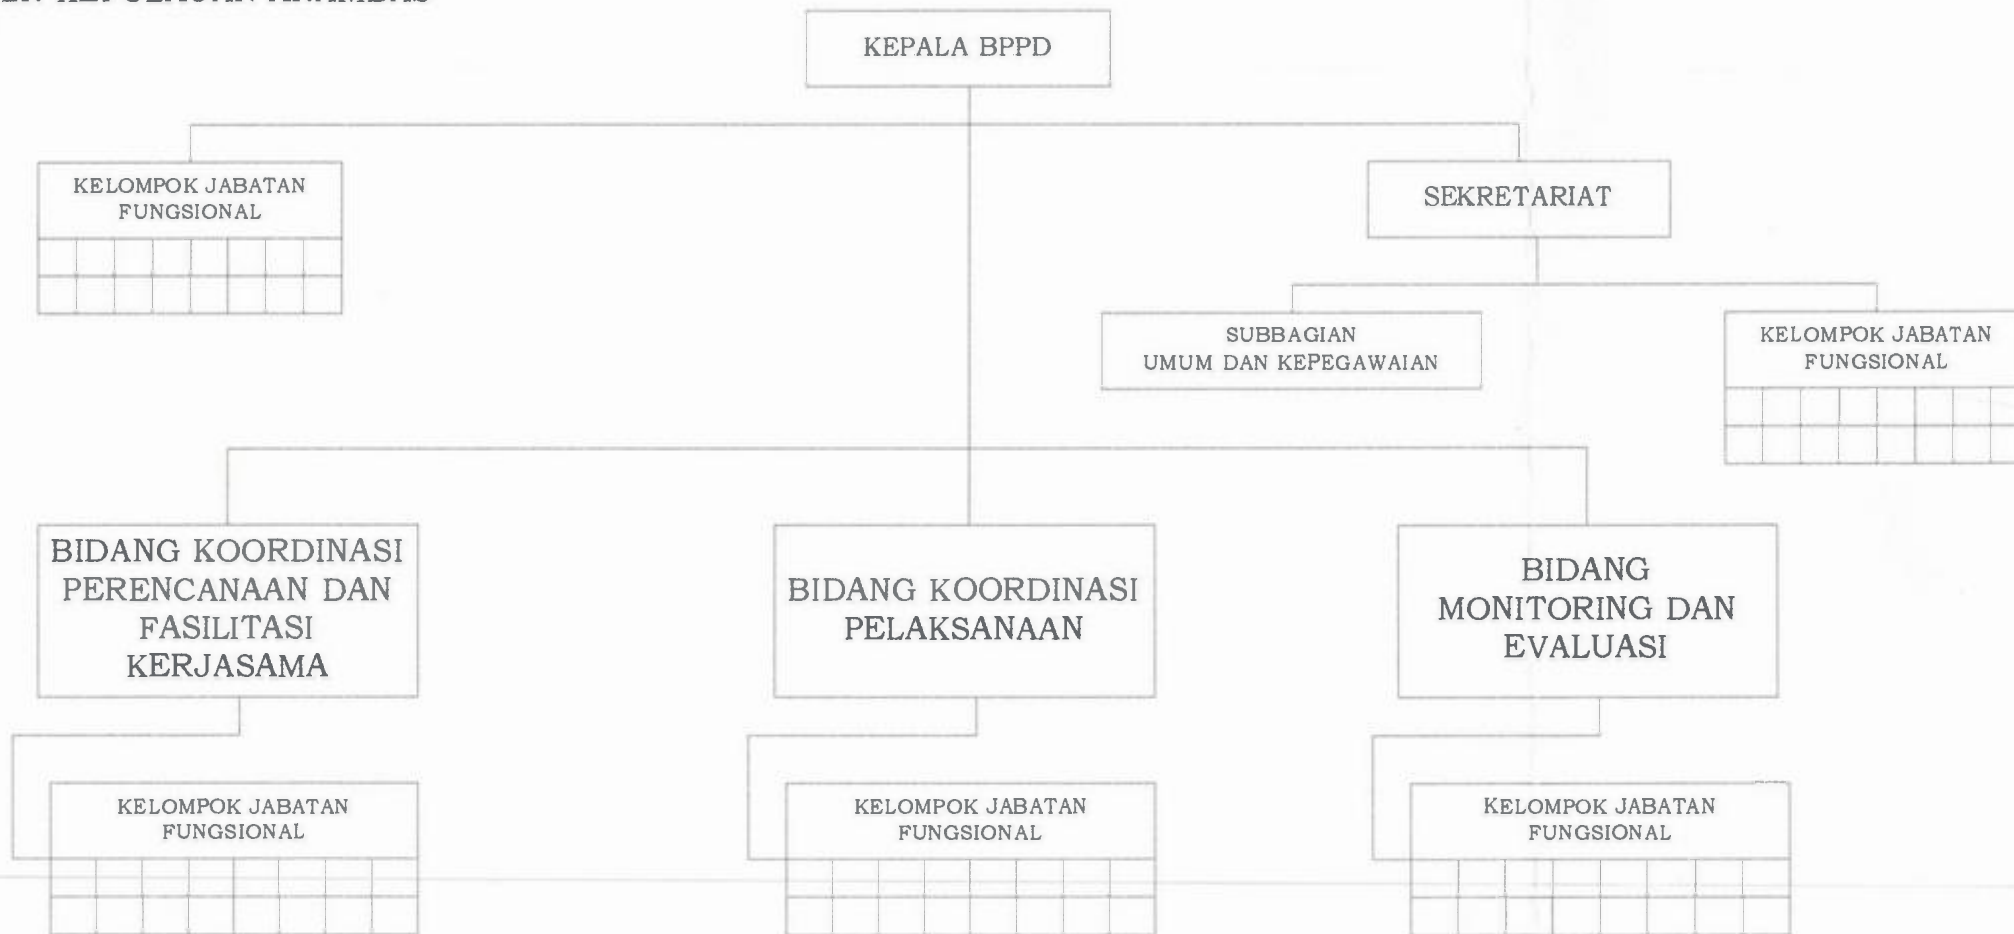 KEPALA BPPD
KELOMPOK JABATAN
FUNGSIONAL
SEKRETARIAT
SUBBAGIAN
UMUM DAN KEPEGAWAIAN
KELOMPOK JABATAN
FUNGSIONAL
BIDANG KOORDINASI
PERENCANAAN DAN
FASILITASI
KERJASAMA
BIDANG KOORDINASI
PELAKSANAAN
BIDANG
MONITORING DAN
EVALUASI
KELOMPOK JABATAN
FUNGSIONAL
KELOMPOK JABATAN
FUNGSIONAL
KELOMPOK JABATAN
FUNGSIONAL